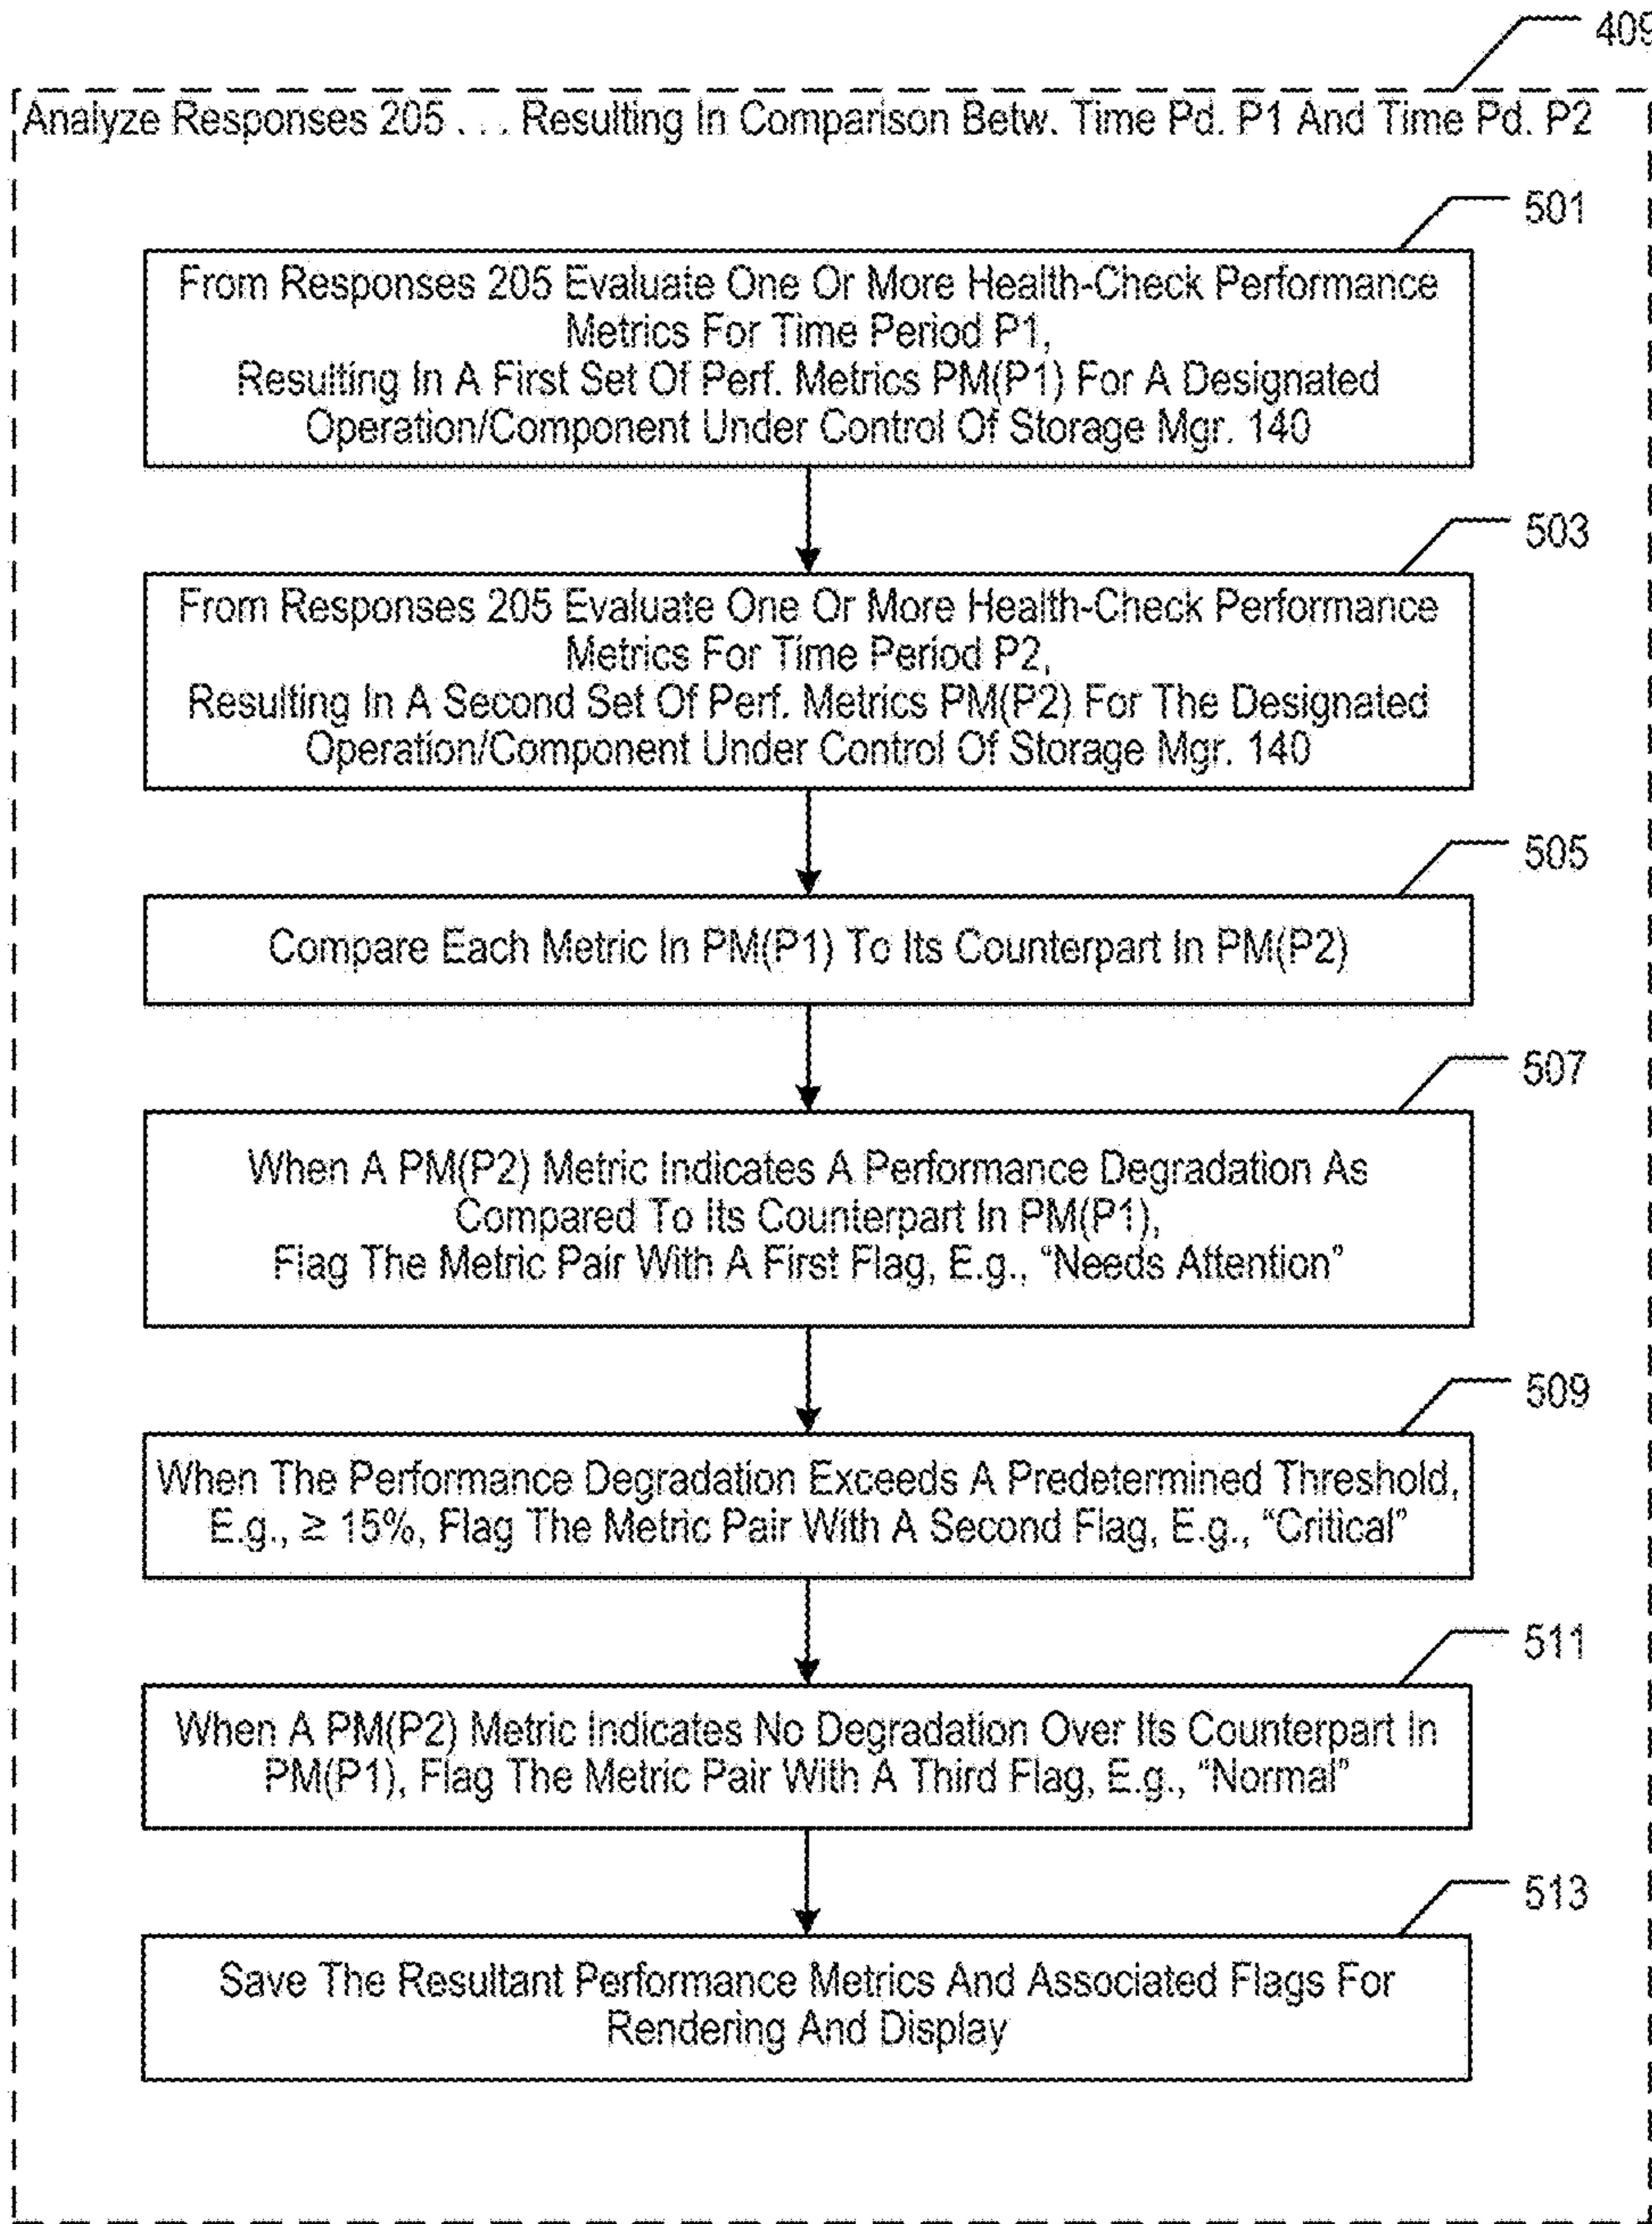 409
Analyze Responses 205 . . . Resulting In Comparison Betw. Time Pd. P1 And Time Pd. P2
501
From Responses 205 Evaluate One Or More Health-Check Performance
Metrics For Time Period P1,
Resulting In A First Set Of Perf. Metrics PM(P1) For A Designated
Operation/Component Under Control Of Storage Mgr. 140
503
From Responses 205 Evaluate One Or More Health-Check Performance
Metrics For Time Period P2,
Resulting In A Second Set Of Perf. Metrics PM(P2) For The Designated
Operation/Component Under Control Of Storage Mgr. 140
505
Compare Each Metric In PM(P1) To Its Counterpart In PM(P2)
507
When A PM(P2) Metric Indicates A Performance Degradation As
Compared To Its Counterpart In PM(P1),
Flag The Metric Pair With A First Flag, E.g., “Needs Attention”
509
When The Performance Degradation Exceeds A Predetermined Threshold,
E.g., ≥ 15%, Flag The Metric Pair With A Second Flag, E.g., “Critical”
511
When A PM(P2) Metric Indicates No Degradation Over Its Counterpart In
PM(P1), Flag The Metric Pair With A Third Flag, E.g., “Normal”
513
Save The Resultant Performance Metrics And Associated Flags For
Rendering And Display